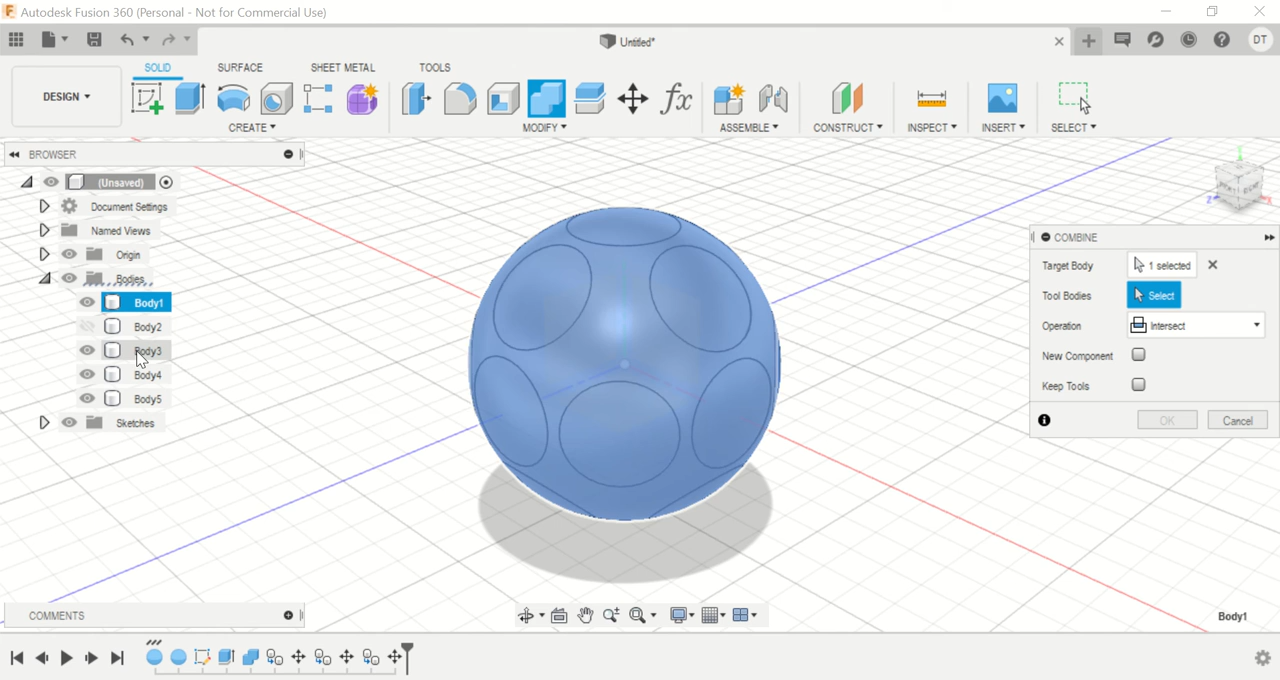 Autodesk Fusion 360 (Personal - Not for Commercial Use)
Untitled*
DT
DESIGN
SOLID
SURFACE
SHEET METAL
TOOLS
CREATE
MODIFY
ASSEMBLE
CONSTRUCT
INSPECT
INSERT
SELECT
fx
BROWSER
(Unsaved)
Document Settings
Named Views
Origin
Bodies
Body1
Body2
Body3
Body4
Body5
Sketches
COMBINE
Target Body
1 selected
Tool Bodies
Select
Operation
Intersect
New Component
Keep Tools
OK
Cancel
COMMENTS
Body1